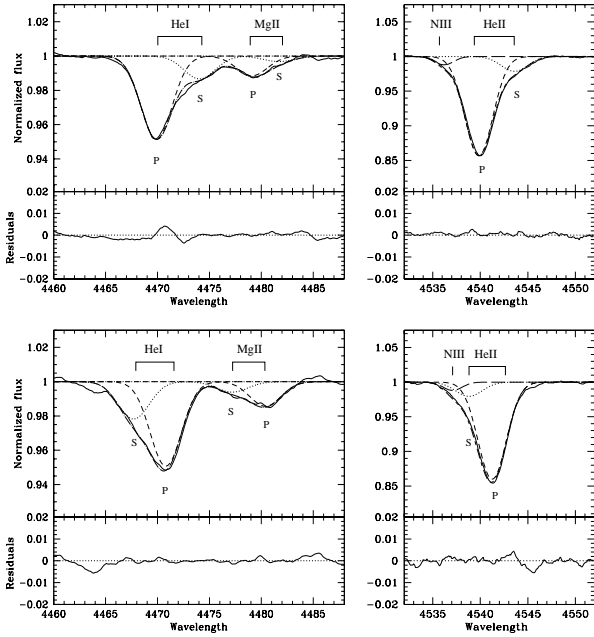 HeI MgII
1.02
1
0.98
0.96
0.94
Normalized flux
S
P
S
P
0.02
0.01
0
−0.01
−0.02
Residuals
4460 4465 4470 4475 4480 4485
Wavelength
NIII HeII
1.05
1
0.95
0.9
0.85
S
P
0.02
0.01
0
−0.01
−0.02
4535 4540 4545 4550
Wavelength
HeI MgII
1.02
1
0.98
0.96
0.94
Normalized flux
S
P
S
P
0.02
0.01
0
−0.01
−0.02
Residuals
4460 4465 4470 4475 4480 4485
Wavelength
NIII HeII
1.05
1
0.95
0.9
0.85
S
P
0.02
0.01
0
−0.01
−0.02
4535 4540 4545 4550
Wavelength